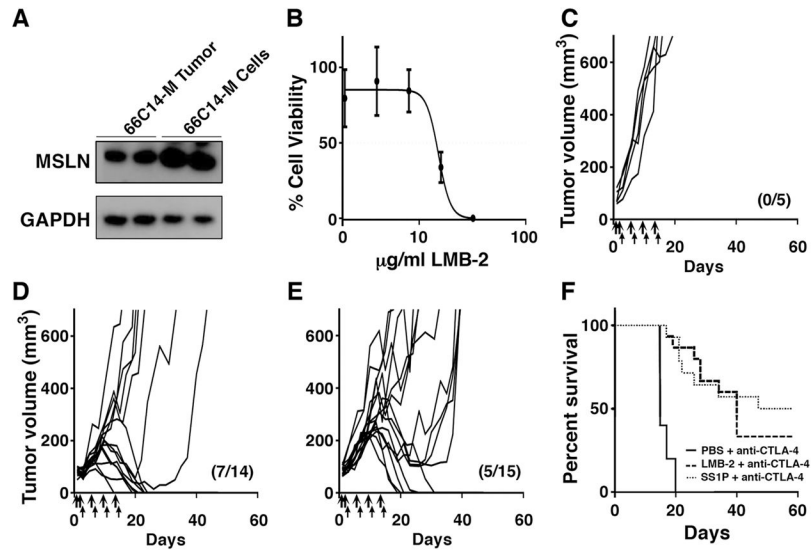 A
66C14-M Tumor
66C14-M Cells
MSLN
GAPDH
B
% Cell Viability
100
50
0
0
10
100
μg/ml LMB-2
C
Tumor volume (mm³)
600
400
200
0
(0/5)
0
20
40
60
Days
D
Tumor volume (mm³)
600
400
200
0
(7/14)
0
20
40
60
Days
E
600
400
200
0
(5/15)
0
20
40
60
Days
F
Percent survival
100
50
0
PBS + anti-CTLA-4
LMB-2 + anti-CTLA-4
SS1P + anti-CTLA-4
0
20
40
60
Days